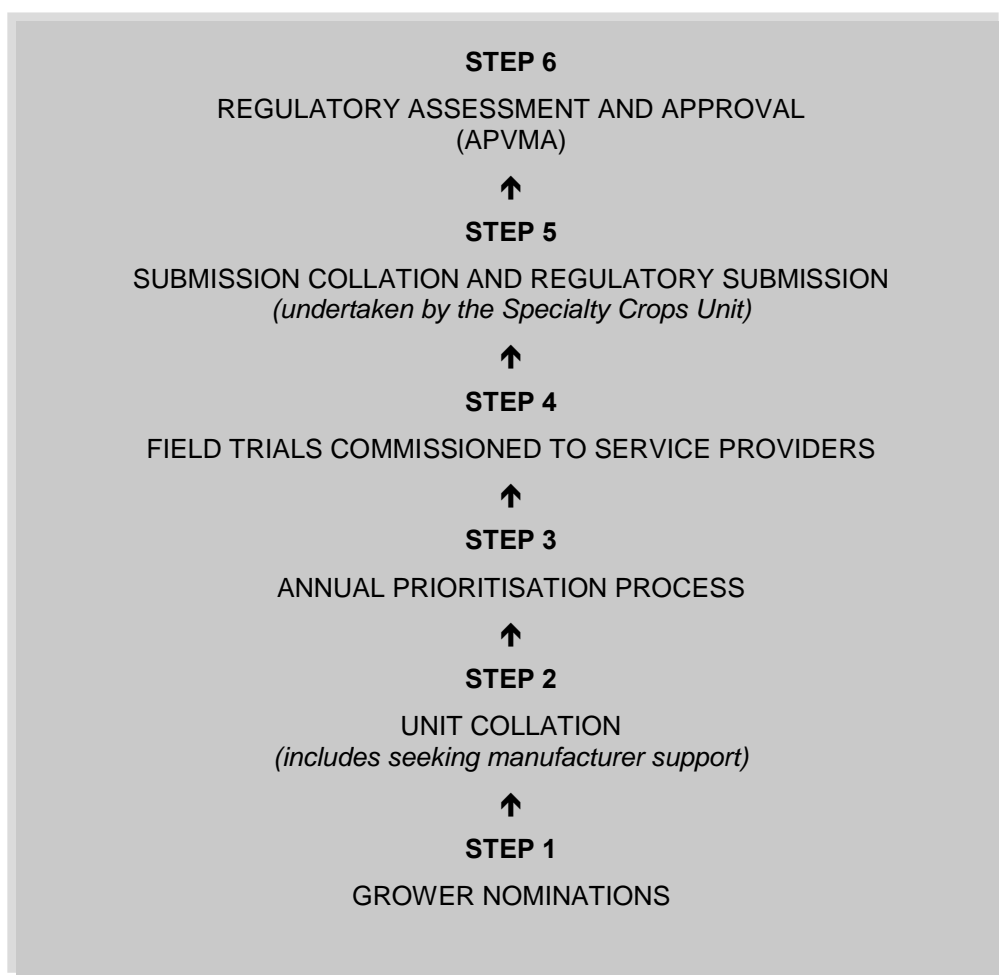 STEP 6
REGULATORY ASSESSMENT AND APPROVAL
(APVMA)
↑
STEP 5
SUBMISSION COLLATION AND REGULATORY SUBMISSION
(undertaken by the Specialty Crops Unit)
↑
STEP 4
FIELD TRIALS COMMISSIONED TO SERVICE PROVIDERS
↑
STEP 3
ANNUAL PRIORITISATION PROCESS
↑
STEP 2
UNIT COLLATION
(includes seeking manufacturer support)
↑
STEP 1
GROWER NOMINATIONS